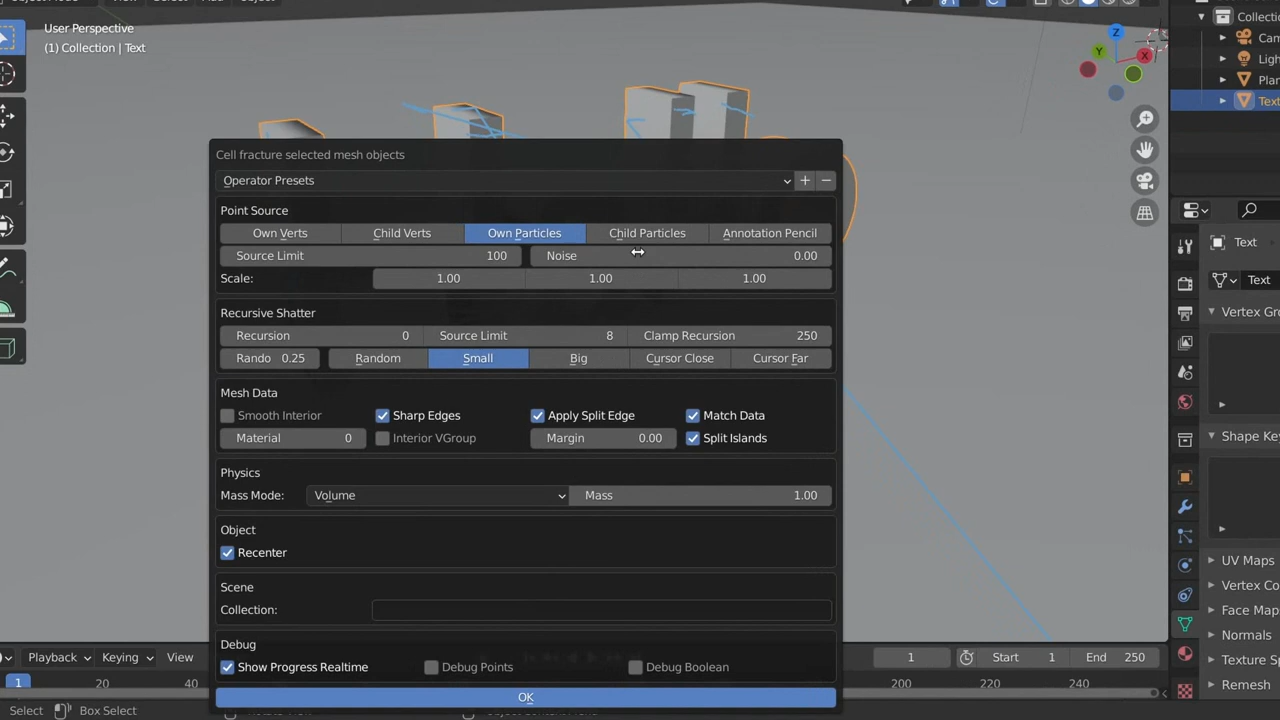 View
Select
Add
Object
User Perspective
(1) Collection | Text
Z
Y
X
Collectio
Cam
Ligh
Plan
Text
Cell fracture selected mesh objects
Operator Presets
Point Source
Own Verts Child Verts Own Particles Child Particles Annotation Pencil
Source Limit 100 Noise 0.00
Scale: 1.00 1.00 1.00
Recursive Shatter
Recursion 0 Source Limit 8 Clamp Recursion 250
Rando 0.25 Random Small Big Cursor Close Cursor Far
Mesh Data
Smooth Interior Sharp Edges Apply Split Edge Match Data
Material 0 Interior VGroup Margin 0.00 Split Islands
Physics
Mass Mode: Volume Mass 1.00
Object
Recenter
Scene
Collection:
Debug
Show Progress Realtime Debug Points Debug Boolean
OK
Text
Text
Vertex Gro
Shape Key
UV Maps
Vertex Co
Face Map
Normals
Texture Sp
Remesh
Playback Keying View
1 Start 1 End 250
1 20 40 200 220 240
Select Box Select